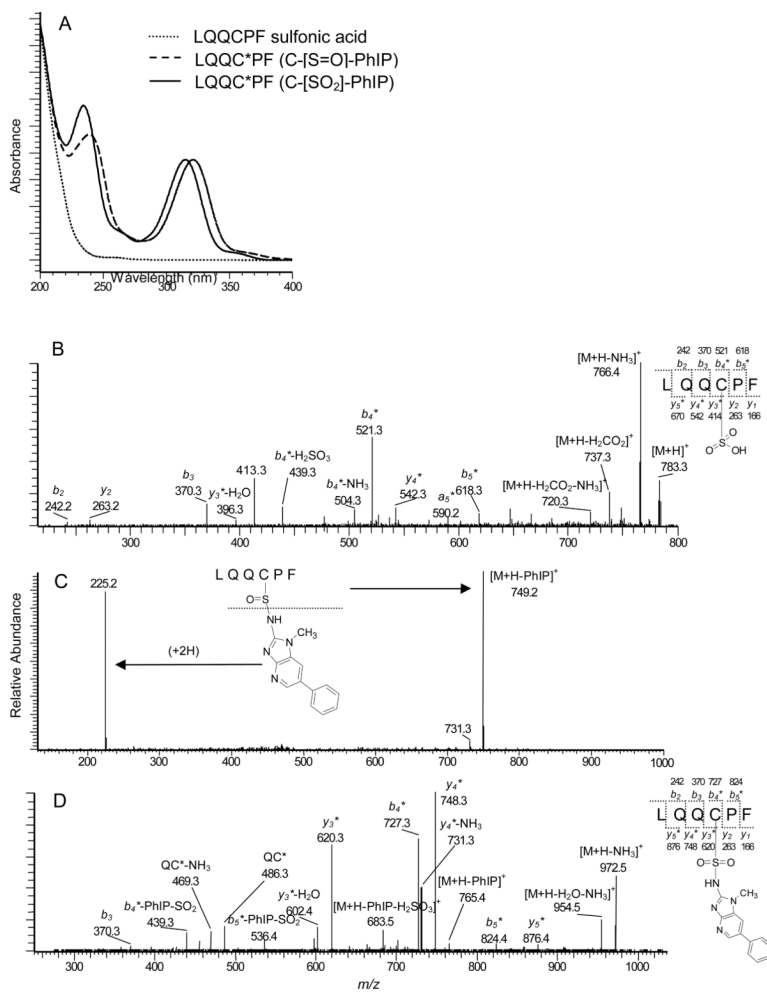 A
LQQCPF sulfonic acid
LQQC*PF (C-[S=O]-PhIP)
LQQC*PF (C-[SO2]-PhIP)
Absorbance
200 250 300 350 400
Wavelength (nm)
B
[M+H-NH3]+
766.4
242 370 521 618
b2 b3 b4* b5*
L Q Q C P F
y5* y4* y3* y2 y1
670 542 414 263 166
O
S O
OH
b4*
521.3
b4*-H2SO3
439.3
[M+H-H2CO2]+
737.3
[M+H]+
783.3
b2
242.2
y2
263.2
b3
370.3
y3*-H2O
396.3
413.3
b4*-NH3
504.3
y4*
542.3
a5*
590.2
b5*
618.3
[M+H-H2CO2-NH3]+
720.3
300 400 500 600 700 800
C
225.2
L Q Q C P F
O=S
NH
N N CH3
N
(+2H)
[M+H-PhIP]+
749.2
731.3
Relative Abundance
200 300 400 500 600 700 800 900 1000
D
y4*
748.3
b4*
727.3
y3*
620.3
y4*-NH3
731.3
QC*
486.3
QC*-NH3
469.3
b4*-PhIP-SO2
439.3
b3
370.3
b5*-PhIP-SO2
536.4
y3*-H2O
602.4
[M+H-PhIP-H2SO3]+
683.5
[M+H-PhIP]+
765.4
b5*
824.4
y5*
876.4
[M+H-H2O-NH3]+
954.5
[M+H-NH3]+
972.5
242 370 727 824
b2 b3 b4* b5*
L Q Q C P F
y5* y4* y3* y2 y1
876 748 620 263 166
O=S=O
HN
N N CH3
N
300 400 500 600 700 800 900 1000
m/z